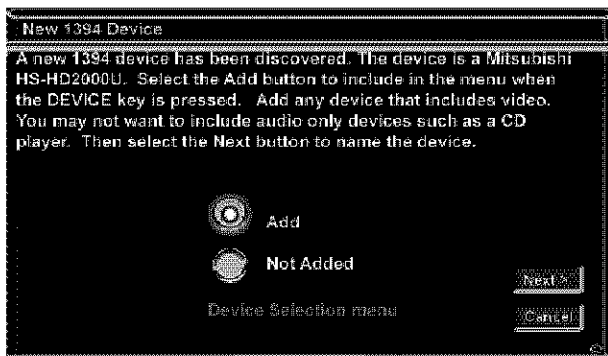 New 1394 Device
A new 1394 device has been discovered. The device is a Mitsubishi
HS-HD2000U. Select the Add button to include in the menu when
the DEVICE key is pressed. Add any device that includes video.
You may not want to include audio only devices such as a CD
player. Then select the Next button to name the device.
Add
Not Added
Next >
Device Selection menu
Cancel